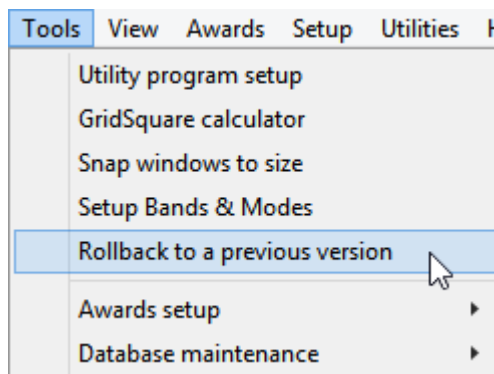 Tools View Awards Setup Utilities
Utility program setup
GridSquare calculator
Snap windows to size
Setup Bands & Modes
Rollback to a previous version
Awards setup
Database maintenance